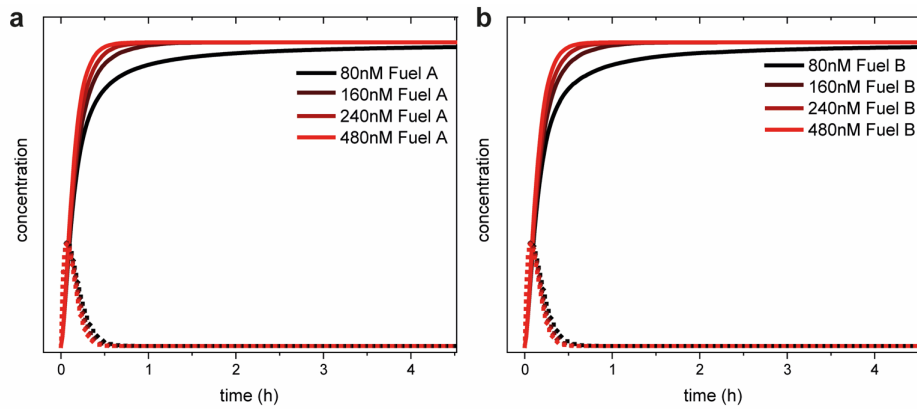 a
concentration
80nM Fuel A
160nM Fuel A
240nM Fuel A
480nM Fuel A
0 1 2 3 4
time (h)
b
concentration
80nM Fuel B
160nM Fuel B
240nM Fuel B
480nM Fuel B
0 1 2 3 4
time (h)